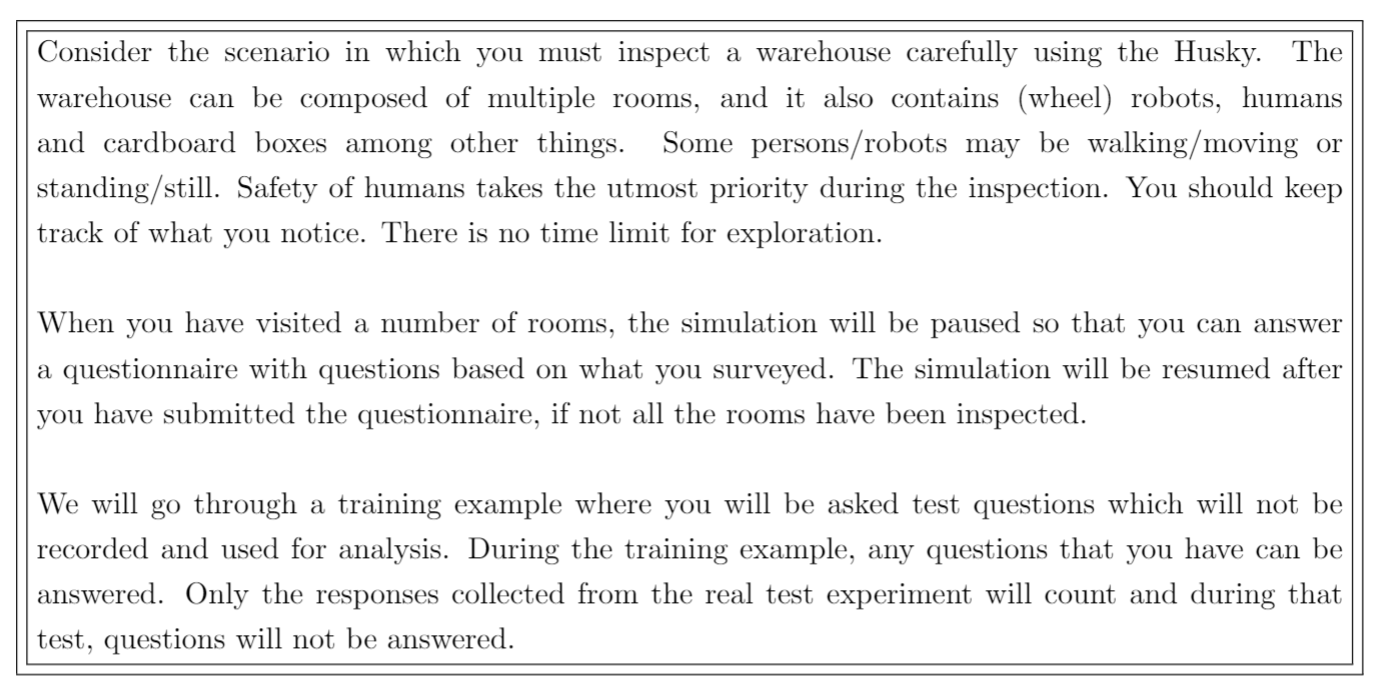 Consider the scenario in which you must inspect a warehouse carefully using the Husky. The
warehouse can be composed of multiple rooms, and it also contains (wheel) robots, humans
and cardboard boxes among other things. Some persons/robots may be walking/moving or
standing/still. Safety of humans takes the utmost priority during the inspection. You should keep
track of what you notice. There is no time limit for exploration.
When you have visited a number of rooms, the simulation will be paused so that you can answer
a questionnaire with questions based on what you surveyed. The simulation will be resumed after
you have submitted the questionnaire, if not all the rooms have been inspected.
We will go through a training example where you will be asked test questions which will not be
recorded and used for analysis. During the training example, any questions that you have can be
answered. Only the responses collected from the real test experiment will count and during that
test, questions will not be answered.